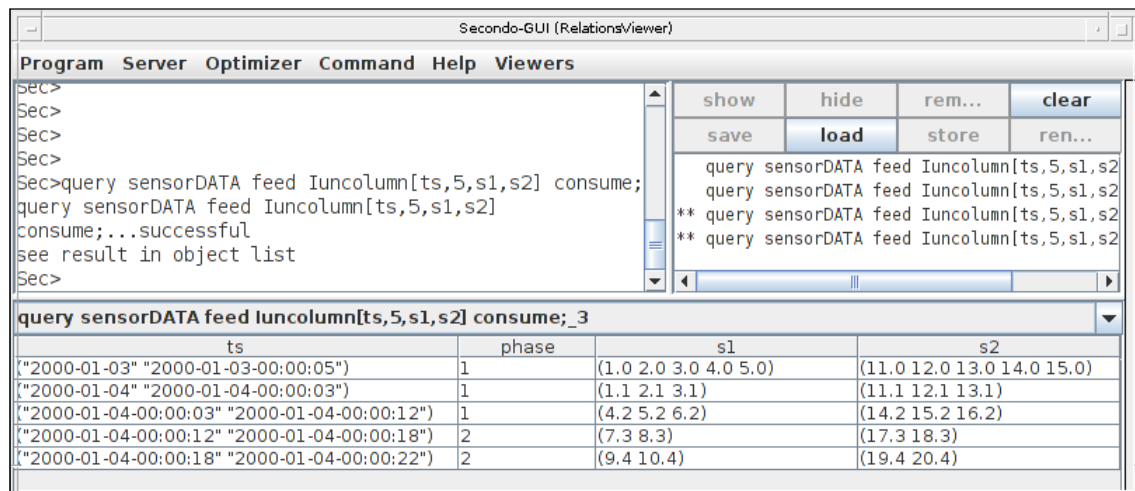 Secondo-GUI (RelationsViewer)
Program Server Optimizer Command Help Viewers
Sec>
Sec>
Sec>
Sec>
Sec>query sensorDATA feed Iuncolumn[ts,5,s1,s2] consume;
query sensorDATA feed Iuncolumn[ts,5,s1,s2]
consume;...successful
see result in object list
Sec>
show hide rem... clear
save load store ren...
query sensorDATA feed Iuncolumn[ts,5,s1,s2
query sensorDATA feed Iuncolumn[ts,5,s1,s2
** query sensorDATA feed Iuncolumn[ts,5,s1,s2
** query sensorDATA feed Iuncolumn[ts,5,s1,s2
query sensorDATA feed Iuncolumn[ts,5,s1,s2] consume;_3
ts phase s1 s2
("2000-01-03" "2000-01-03-00:00:05") 1 (1.0 2.0 3.0 4.0 5.0) (11.0 12.0 13.0 14.0 15.0)
("2000-01-04" "2000-01-04-00:00:03") 1 (1.1 2.1 3.1) (11.1 12.1 13.1)
("2000-01-04-00:00:03" "2000-01-04-00:00:12") 1 (4.2 5.2 6.2) (14.2 15.2 16.2)
("2000-01-04-00:00:12" "2000-01-04-00:00:18") 2 (7.3 8.3) (17.3 18.3)
("2000-01-04-00:00:18" "2000-01-04-00:00:22") 2 (9.4 10.4) (19.4 20.4)